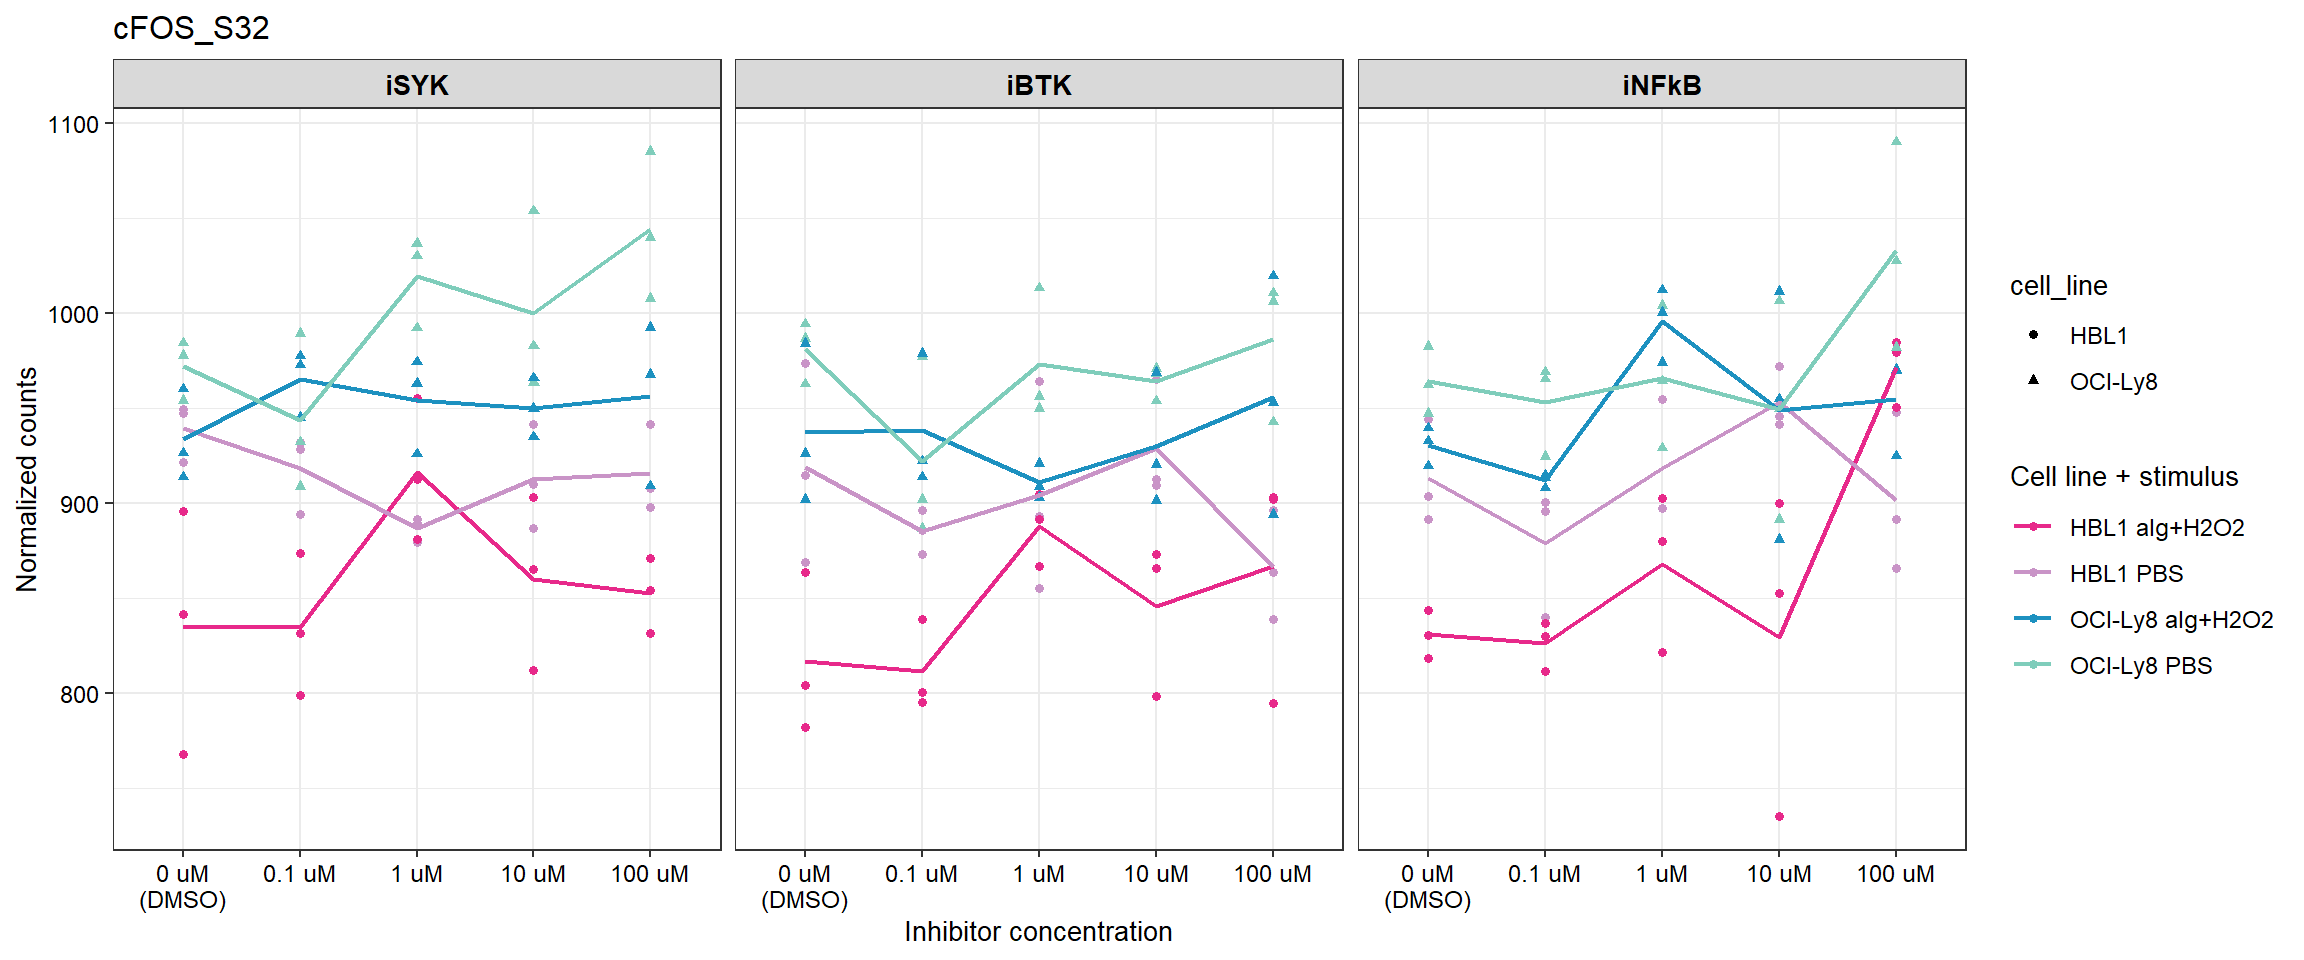 cFOS_S32
iSYK
iBTK
iNFkB
1100
1000
900
800
Normalized counts
0 uM
(DMSO)
0.1 uM
1 uM
10 uM
100 uM
0 uM
(DMSO)
0.1 uM
1 uM
10 uM
100 uM
0 uM
(DMSO)
0.1 uM
1 uM
10 uM
100 uM
Inhibitor concentration
cell_line
HBL1
OCI-Ly8
Cell line + stimulus
HBL1 aIg+H2O2
HBL1 PBS
OCI-Ly8 aIg+H2O2
OCI-Ly8 PBS